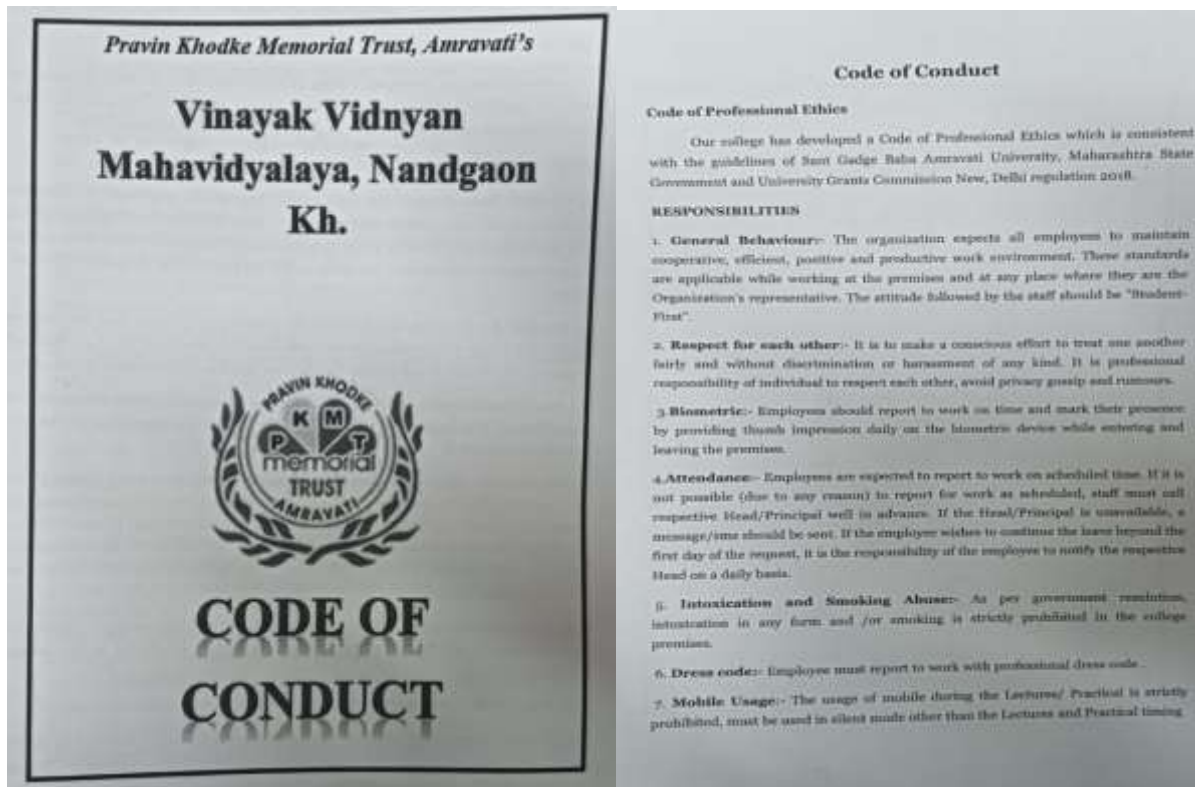 Pravin Khodke Memorial Trust, Amravati's
Vinayak Vidnyan
Mahavidyalaya, Nandgaon
Kh.
PRAVIN KHODKE
K M
P T
memorial
TRUST
AMRAVATI
CODE OF
CONDUCT
Code of Conduct
Code of Professional Ethics
Our college has developed a Code of Professional Ethics which is consistent
with the guidelines of Sant Gadge Baba Amravati University, Maharashtra State
Government and University Grants Commission New, Delhi regulation 2018.
RESPONSIBILITIES
1. General Behaviour:- The organization expects all employees to maintain
cooperative, efficient, positive and productive work environment. These standards
are applicable while working at the premises and at any place where they are the
Organization's representative. The attitude followed by the staff should be "Student-
First".
2. Respect for each other:- It is to make a conscious effort to treat one another
fairly and without discrimination or harassment of any kind. It is professional
responsibility of individual to respect each other, avoid privacy gossip and rumours.
3.Biometric:- Employees should report to work on time and mark their presence
by providing thumb impression daily on the biometric device while entering and
leaving the premises.
4.Attendance:- Employees are expected to report to work on scheduled time. If it is
not possible (due to any reason) to report for work as scheduled, staff must call
respective Head/Principal well in advance. If the Head/Principal is unavailable, a
message/sms should be sent. If the employee wishes to continue the leave beyond the
first day of the request, it is the responsibility of the employee to notify the respective
Head on a daily basis.
5. Intoxication and Smoking Abuse:- As per government resolution,
intoxication in any form and /or smoking is strictly prohibited in the college
premises.
6. Dress code:- Employee must report to work with professional dress code .
7. Mobile Usage:- The usage of mobile during the Lectures/ Practical is strictly
prohibited, must be used in silent mode other than the Lectures and Practical timing